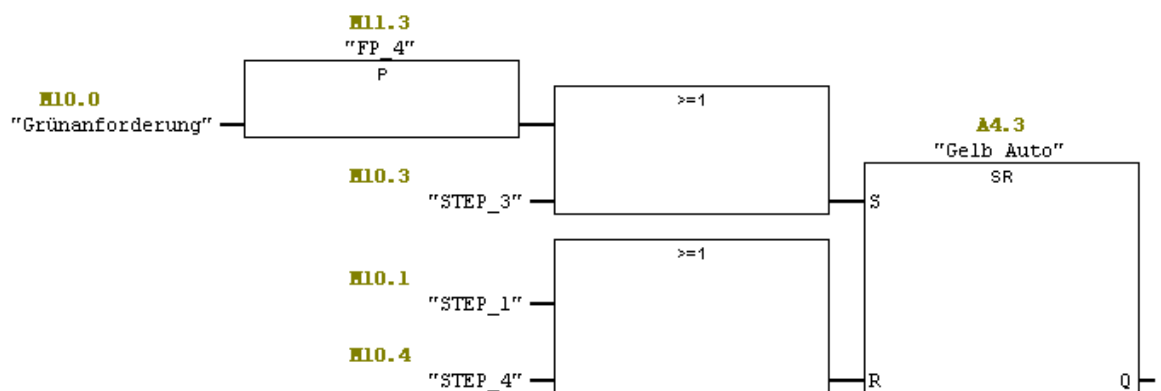 M11.3
"FP_4"
P
M10.0
"Grünanforderung"
>=1
A4.3
"Gelb Auto"
SR
M10.3
"STEP_3"
S
>=1
M10.1
"STEP_1"
M10.4
"STEP_4"
R
Q